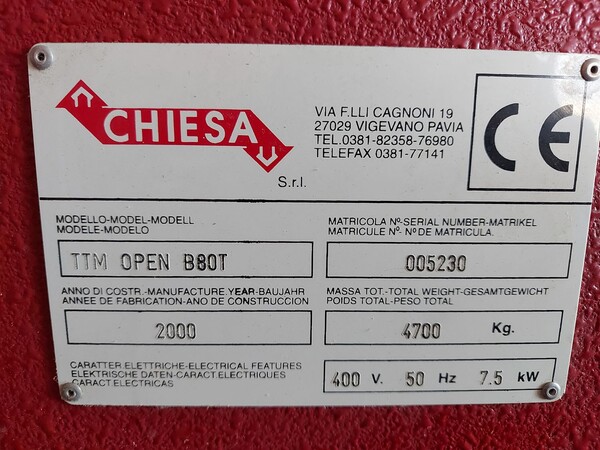 CHIESA
S.r.l.
VIA F.LLI CAGNONI 19
27029 VIGEVANO PAVIA
TEL.0381-82358-76980
TELEFAX 0381-77141
CE
MODELLO-MODEL-MODELL
MODELE-MODELO
TTM OPEN B80T
MATRICOLA Nº-SERIAL NUMBER-MATRIKEL
MATRICULE Nº- Nº DE MATRICULA.
005230
ANNO DI COSTR.-MANUFACTURE.YEAR-BAUJAHR
ANNEE DE FABRICATION-ANO DE CONSTRUCCION
2000
MASSA TOT.-TOTAL WEIGHT-GESAMTGEWICHT
POIDS TOTAL-PESO TOTAL
4700 Kg.
CARATTER ELETTRICHE-ELECTRICAL FEATURES
ELEKTRISCHE DATEN-CARACT.ELECTRIQUES
CARACT.ELECTRICAS
400 V. 50 Hz 7.5 kW